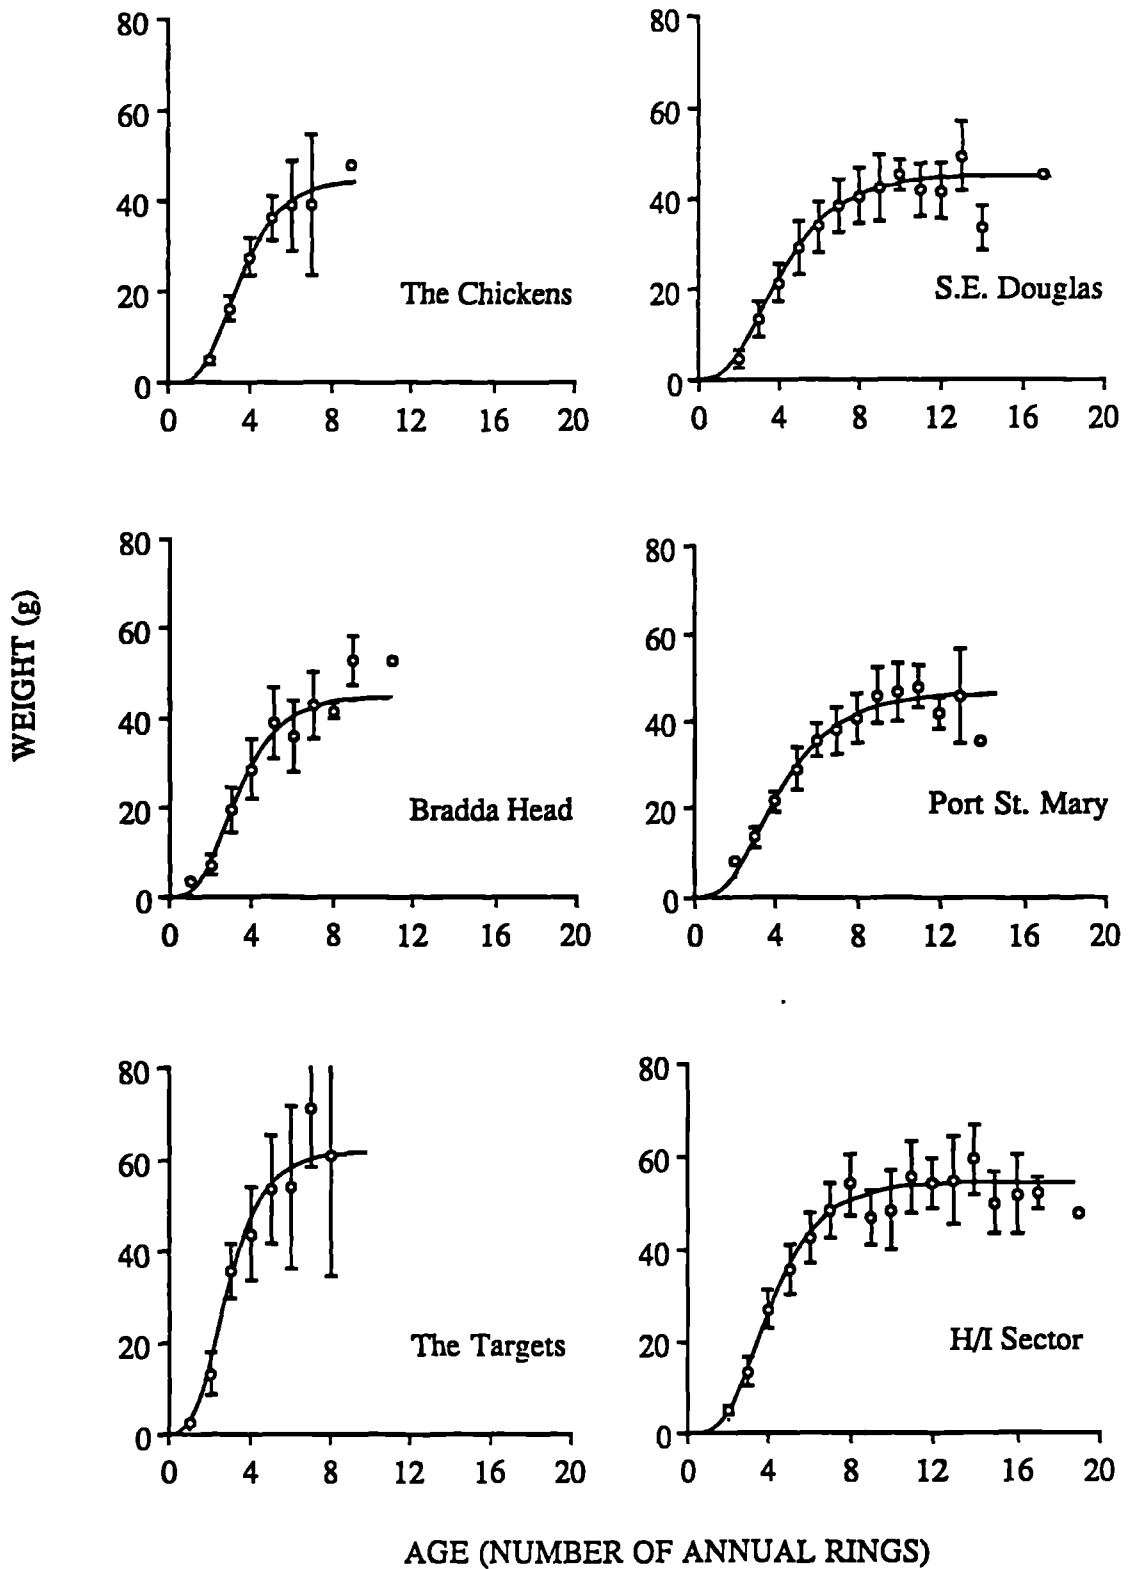 80
60
40
20
0
0 4 8 12 16 20
The Chickens
80
60
40
20
0
0 4 8 12 16 20
S.E. Douglas
WEIGHT (g)
80
60
40
20
0
0 4 8 12 16 20
Bradda Head
80
60
40
20
0
0 4 8 12 16 20
Port St. Mary
80
60
40
20
0
0 4 8 12 16 20
The Targets
80
60
40
20
0
0 4 8 12 16 20
H/I Sector
AGE (NUMBER OF ANNUAL RINGS)